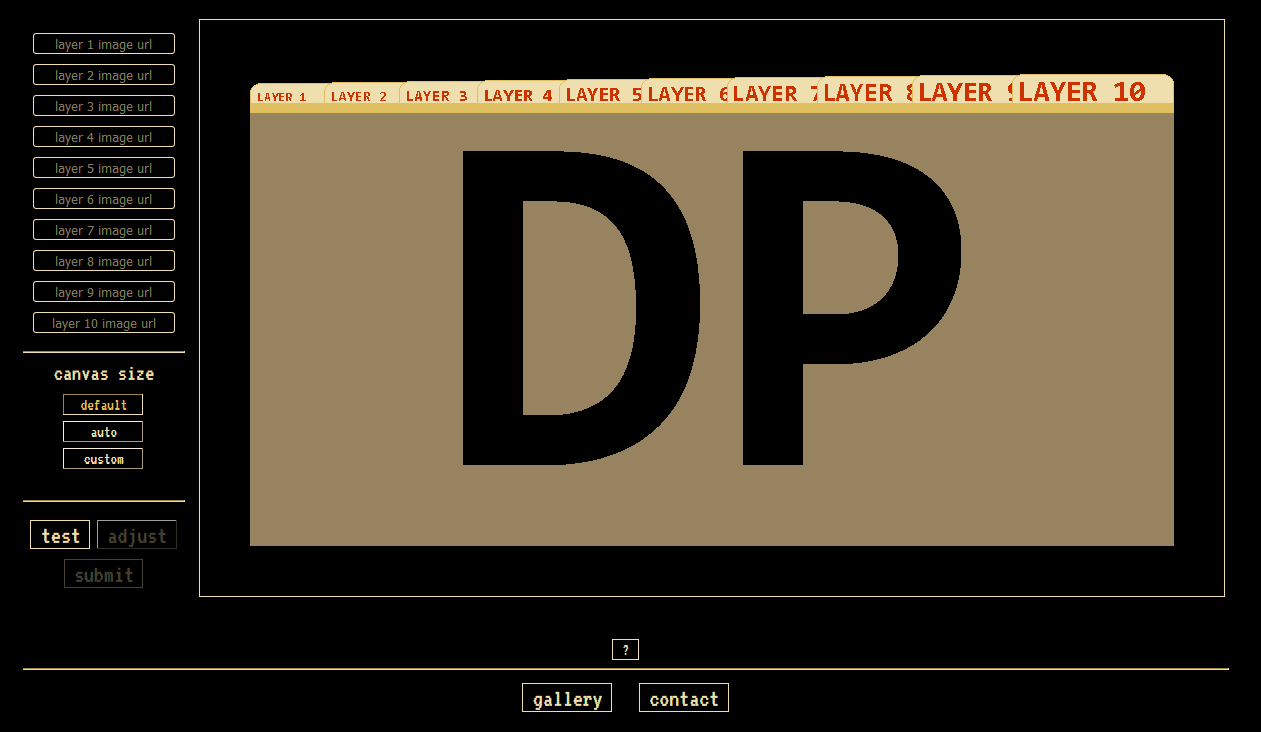 layer 1 image url
layer 2 image url
layer 3 image url
layer 4 image url
layer 5 image url
layer 6 image url
layer 7 image url
layer 8 image url
layer 9 image url
layer 10 image url
canvas size
default
auto
custom
test adjust
submit
LAYER 1 LAYER 2 LAYER 3 LAYER 4 LAYER 5 LAYER 6 LAYER 7 LAYER 8 LAYER 9 LAYER 10
DP
?
gallery contact